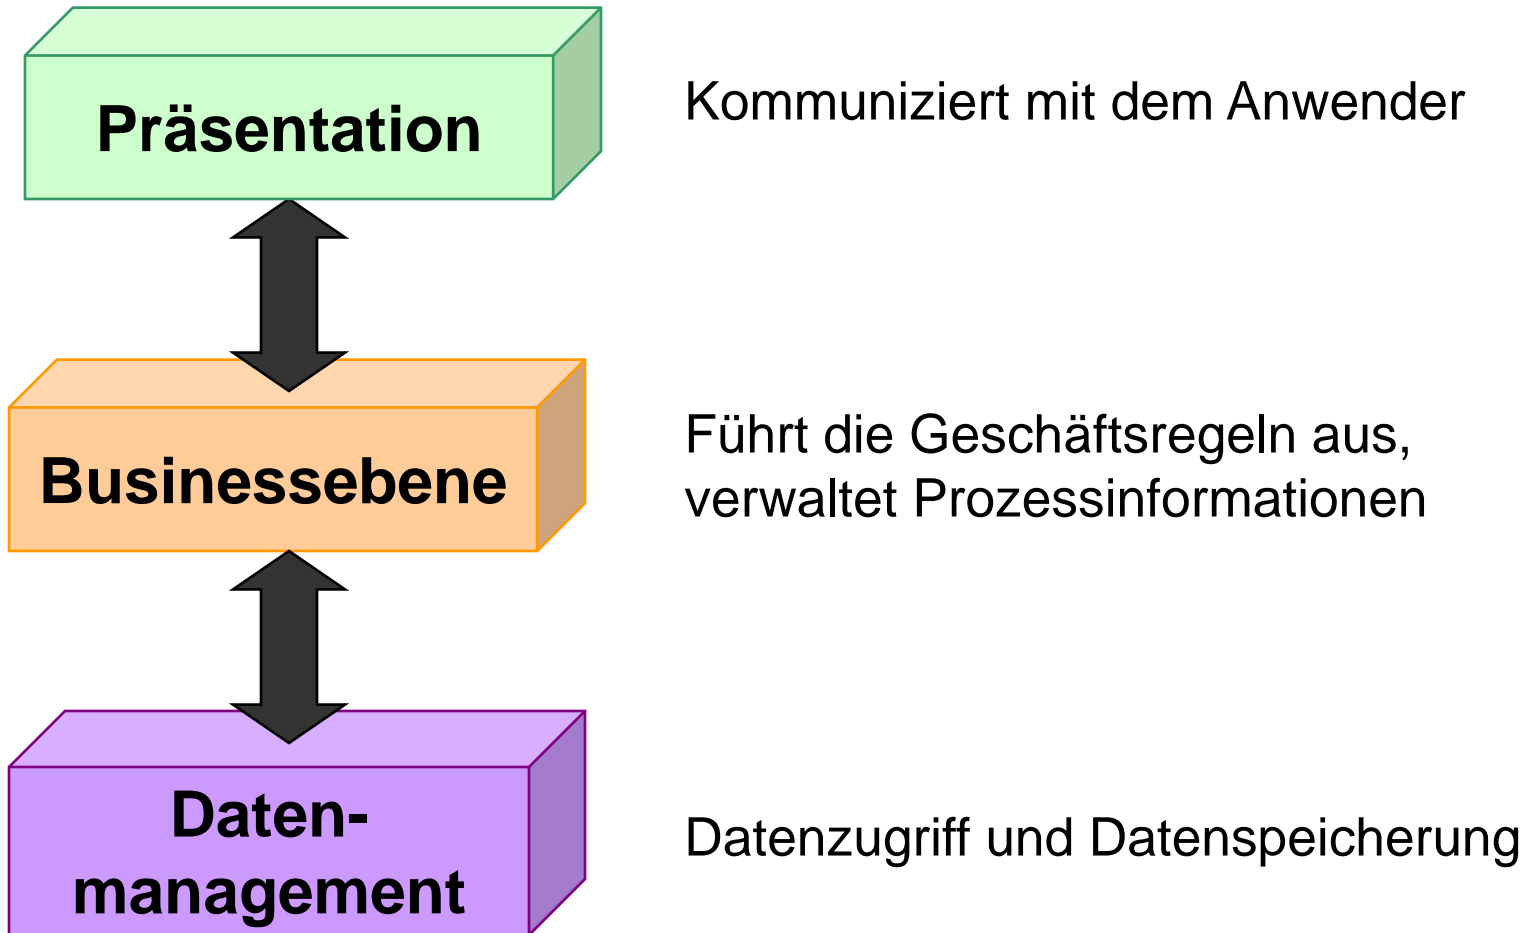 Präsentation
Kommuniziert mit dem Anwender
Businessebene
Führt die Geschäftsregeln aus,
verwaltet Prozessinformationen
Daten-
management
Datenzugriff und Datenspeicherung